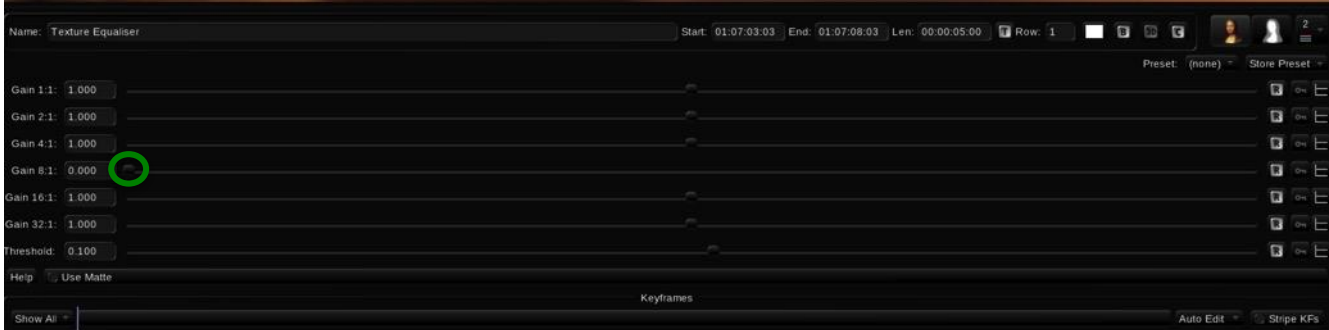 Name: Texture Equaliser Start: 01:07:03:03 End: 01:07:08:03 Len: 00:00:05:00 Row: 1 2
Preset: (none) Store Preset
Gain 1:1: 1.000 R
Gain 2:1: 1.000 R
Gain 4:1: 1.000 R
Gain 8:1: 0.000 R
Gain 16:1: 1.000 R
Gain 32:1: 1.000 R
Threshold: 0.100 R
Help Use Matte
Keyframes
Show All Auto Edit Stripe KFs